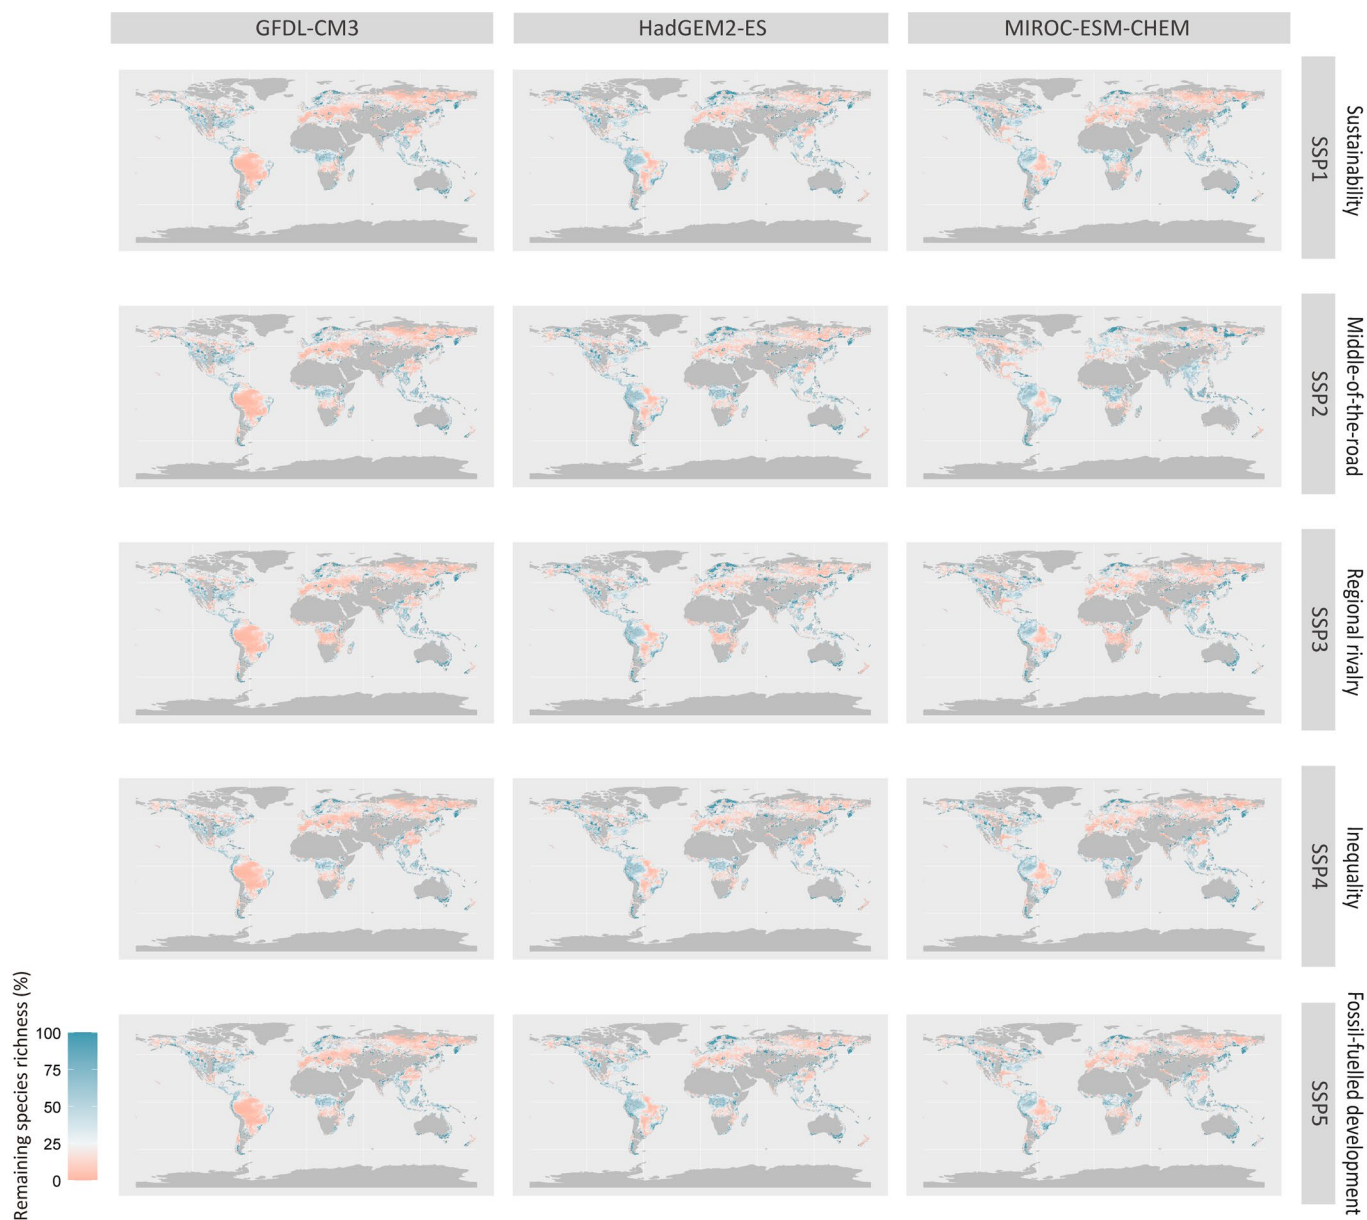 GFDL-CM3
HadGEM2-ES
MIROC-ESM-CHEM
Sustainability
SSP1
Middle-of-the-road
SSP2
Regional rivalry
SSP3
Inequality
SSP4
Fossil-fuelled development
SSP5
Remaining species richness (%)
100
75
50
25
0